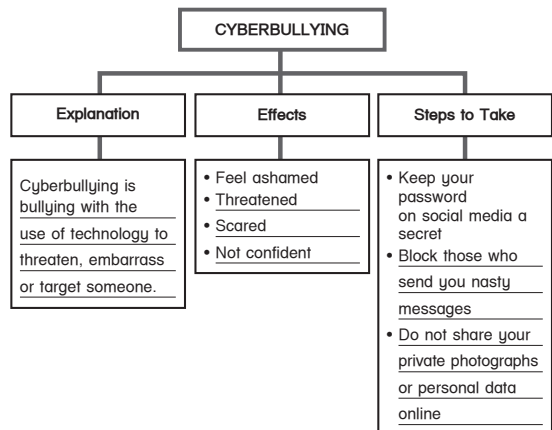 CYBERBULLYING
Explanation
Effects
Steps to Take
Cyberbullying is
bullying with the
use of technology to
threaten, embarrass
or target someone.
• Feel ashamed
• Threatened
• Scared
• Not confident
• Keep your
password
on social media a
secret
• Block those who
send you nasty
messages
• Do not share your
private photographs
or personal data
online